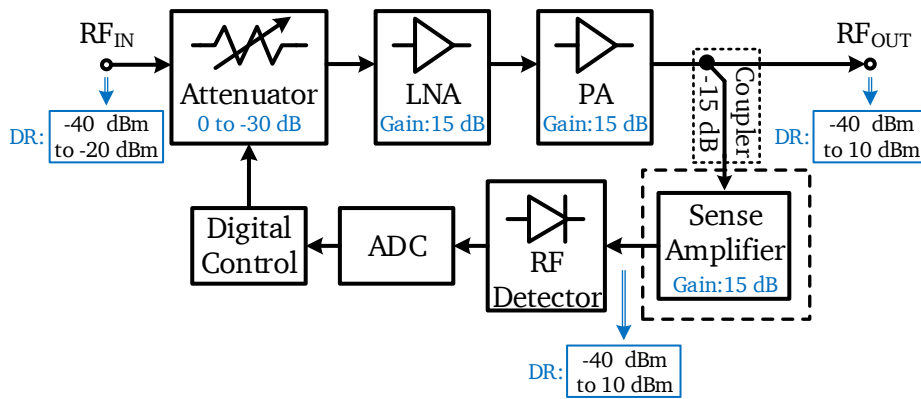 RF_IN
Attenuator
0 to -30 dB
LNA
Gain:15 dB
PA
Gain:15 dB
Coupler
-15 dB
RF_OUT
DR:
-40 dBm
to -20 dBm
DR:
-40 dBm
to 10 dBm
Digital
Control
ADC
RF
Detector
Sense
Amplifier
Gain:15 dB
DR:
-40 dBm
to 10 dBm